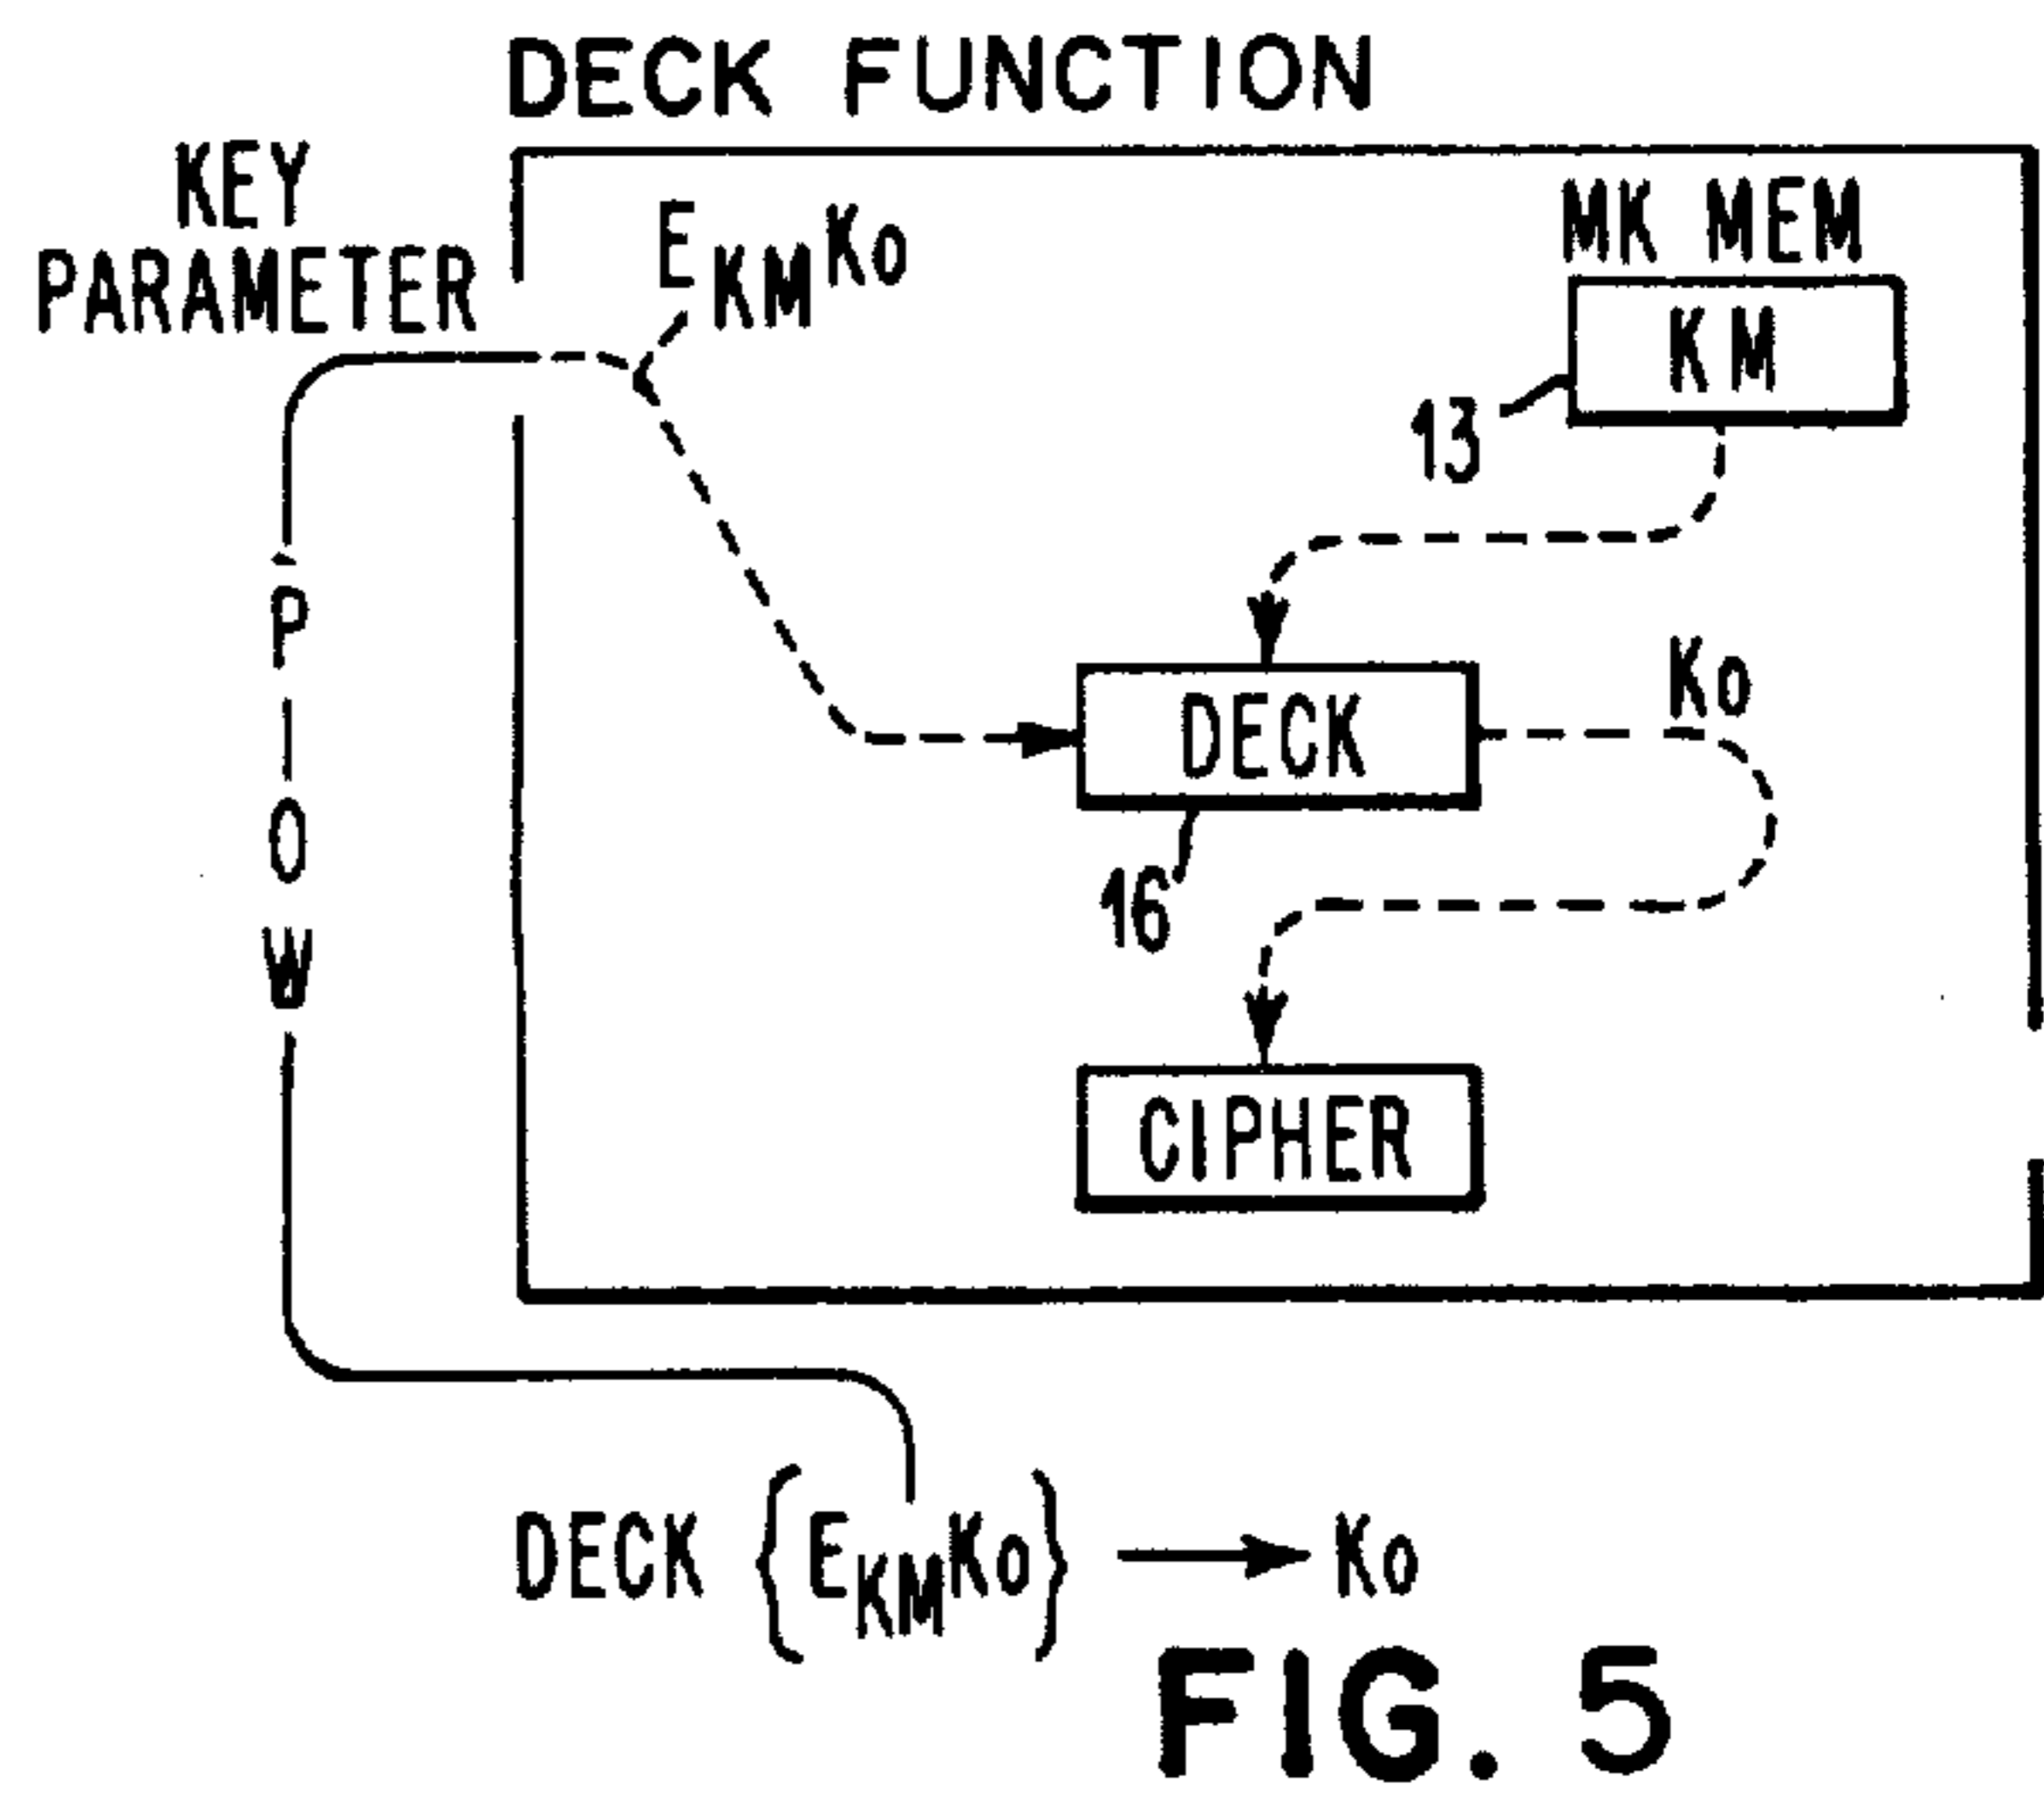 DECK FUNCTION
KEY
PARAMETER
EKMKo
MK MEM
KM
13
P
I
O
W
DECK
Ko
16
CIPHER
DECK {EKMKo} → Ko
FIG. 5